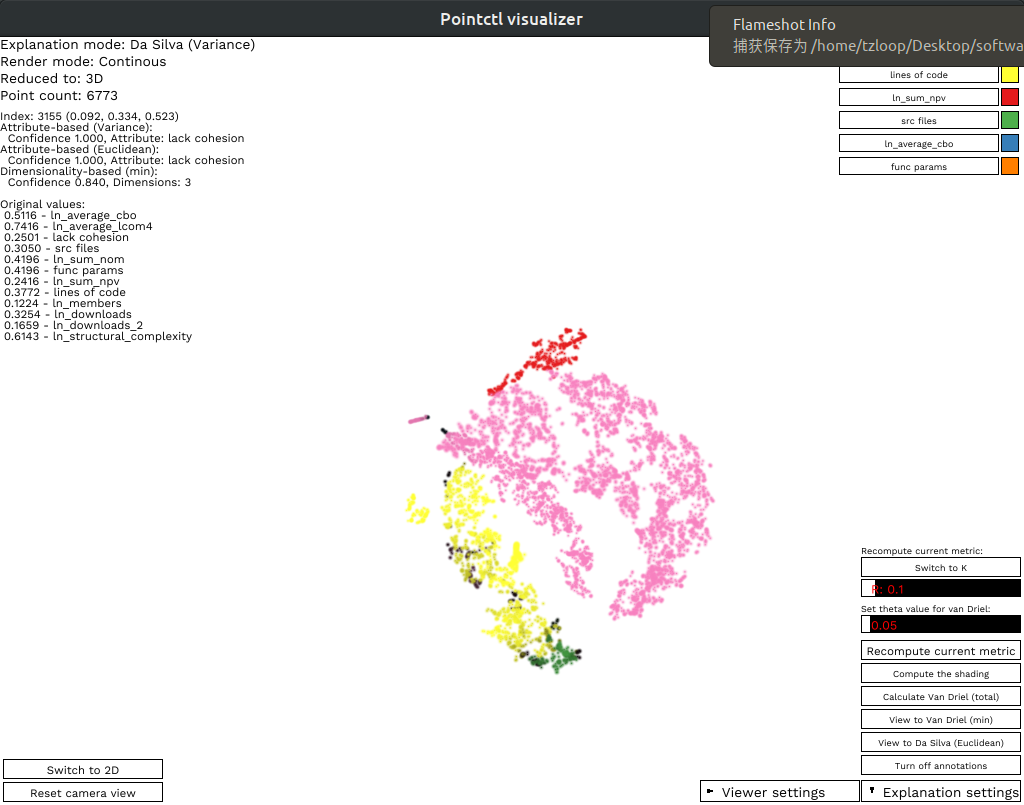 Pointctl visualizer
Flameshot Info
捕获保存为 /home/tzloop/Desktop/softwa
Explanation mode: Da Silva (Variance)
Render mode: Continous
Reduced to: 3D
Point count: 6773
Index: 3155 (0.092, 0.334, 0.523)
Attribute-based (Variance):
Confidence 1.000, Attribute: lack cohesion
Attribute-based (Euclidean):
Confidence 1.000, Attribute: lack cohesion
Dimensionality-based (min):
Confidence 0.840, Dimensions: 3
Original values:
0.5116 - ln_average_cbo
0.7416 - ln_average_lcom4
0.2501 - lack cohesion
0.3050 - src files
0.4196 - ln_sum_nom
0.4196 - func params
0.2416 - ln_sum_npv
0.3772 - lines of code
0.1224 - ln_members
0.3254 - ln_downloads
0.1659 - ln_downloads_2
0.6143 - ln_structural_complexity
lines of code
ln_sum_npv
src files
ln_average_cbo
func params
Recompute current metric:
Switch to K
R: 0.1
Set theta value for van Driel:
0.05
Recompute current metric
Compute the shading
Calculate Van Driel (total)
View to Van Driel (min)
View to Da Silva (Euclidean)
Turn off annotations
Switch to 2D
Reset camera view
Viewer settings
Explanation settings